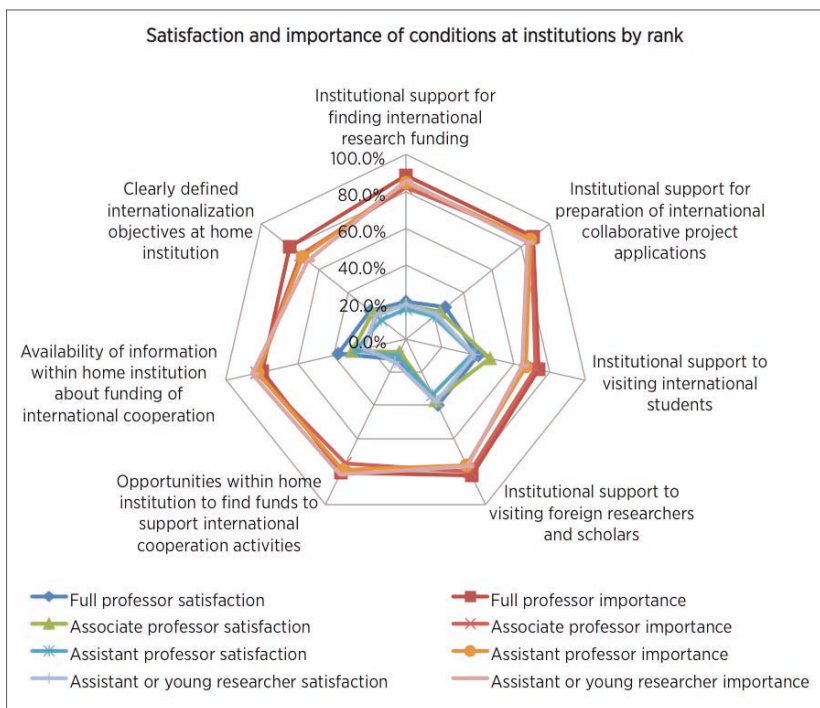 Satisfaction and importance of conditions at institutions by rank
Institutional support for
finding international
research funding
100.0%
80.0%
60.0%
40.0%
20.0%
0.0%
Institutional support for
preparation of international
collaborative project
applications
Institutional support to
visiting international
students
Institutional support to
visiting foreign researchers
and scholars
Opportunities within home
institution to find funds to
support international
cooperation activities
Availability of information
within home institution
about funding of
international cooperation
Clearly defined
internationalization
objectives at home
institution
Full professor satisfaction
Associate professor satisfaction
Assistant professor satisfaction
Assistant or young researcher satisfaction
Full professor importance
Associate professor importance
Assistant professor importance
Assistant or young researcher importance